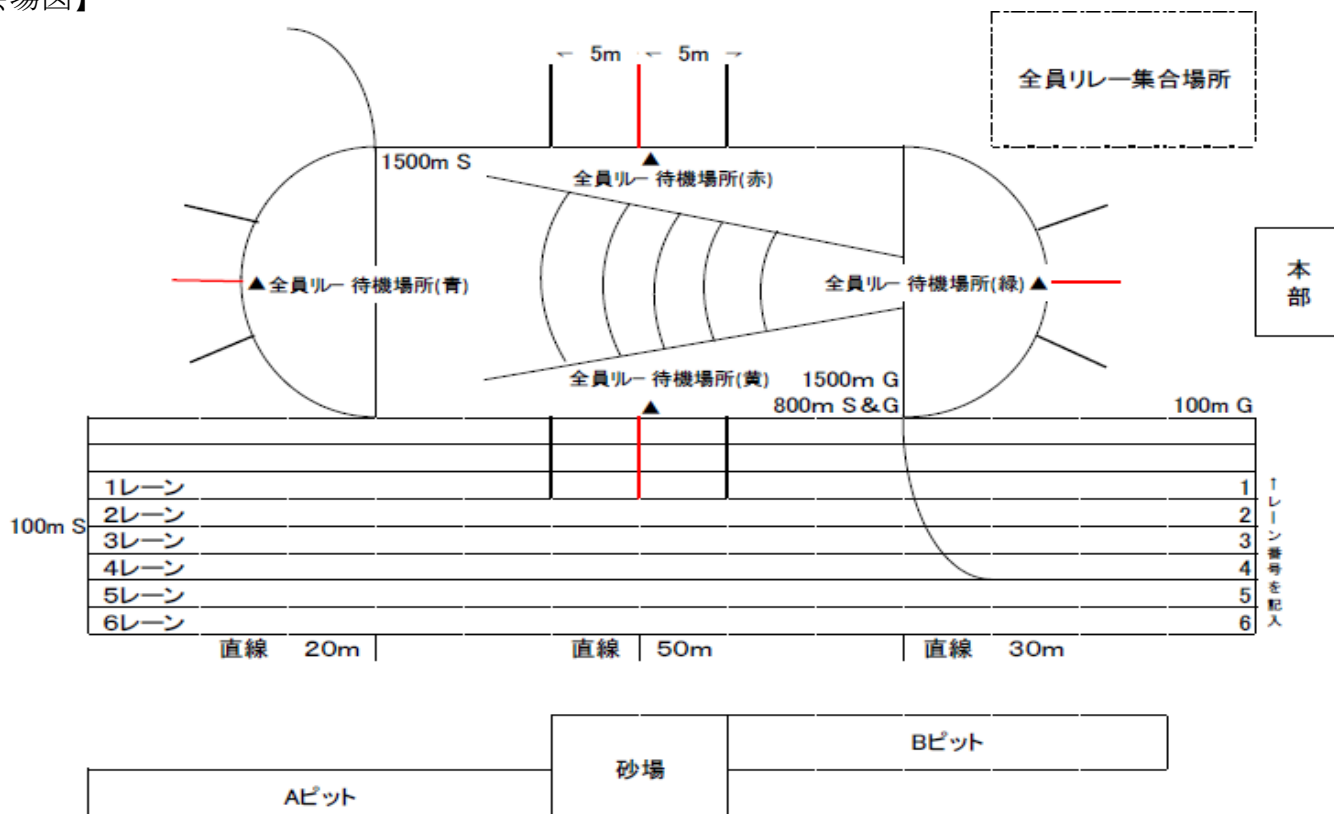 場図】
← 5m ← 5m →
全員リレー集合場所
1500m S
▲
全員リレー 待機場所(赤)
▲全員リレー 待機場所(青)
全員リレー 待機場所(緑)▲
本部
全員リレー 待機場所(黄)
▲
1500m G
800m S&G
100m G
100m S
1レーン
2レーン
3レーン
4レーン
5レーン
6レーン
1
2
3
4
5
6
↑レーン番号を記入
直線 20m
直線 50m
直線 30m
砂場
Bピット
Aピット